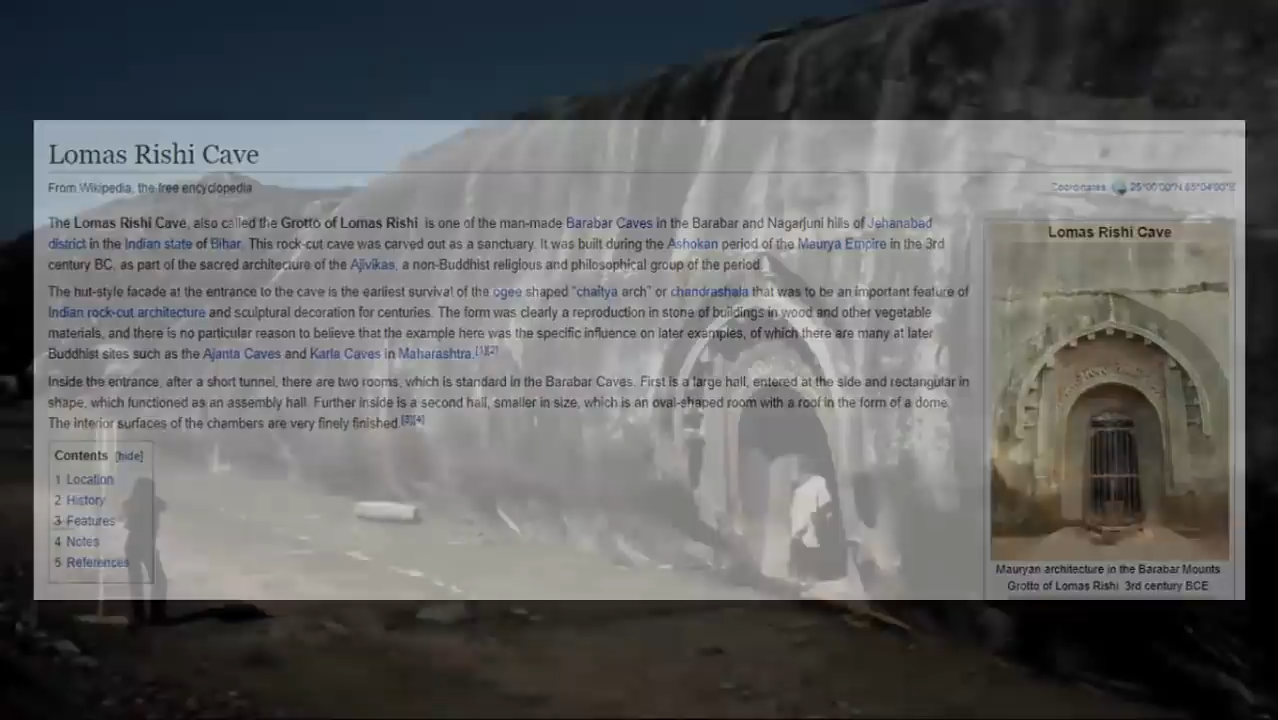 Lomas Rishi Cave
From Wikipedia, the free encyclopedia
Coordinates: 25°00'00"N 85°04'00"E
The Lomas Rishi Cave, also called the Grotto of Lomas Rishi is one of the man-made Barabar Caves in the Barabar and Nagarjuni hills of Jehanabad
district in the Indian state of Bihar. This rock-cut cave was carved out as a sanctuary. It was built during the Ashokan period of the Maurya Empire in the 3rd
century BC, as part of the sacred architecture of the Ajivikas, a non-Buddhist religious and philosophical group of the period.
The hut-style facade at the entrance to the cave is the earliest survival of the ogee shaped "chaitya arch" or chandrashala that was to be an important feature of
Indian rock-cut architecture and sculptural decoration for centuries. The form was clearly a reproduction in stone of buildings in wood and other vegetable
materials, and there is no particular reason to believe that the example here was the specific influence on later examples, of which there are many at later
Buddhist sites such as the Ajanta Caves and Karla Caves in Maharashtra.[1][2]
Inside the entrance, after a short tunnel, there are two rooms, which is standard in the Barabar Caves. First is a large hall, entered at the side and rectangular in
shape, which functioned as an assembly hall. Further inside is a second hall, smaller in size, which is an oval-shaped room with a roof in the form of a dome.
The interior surfaces of the chambers are very finely finished.[3][4]
Contents [hide]
1 Location
2 History
3 Features
4 Notes
5 References
Lomas Rishi Cave
Mauryan architecture in the Barabar Mounts
Grotto of Lomas Rishi 3rd century BCE